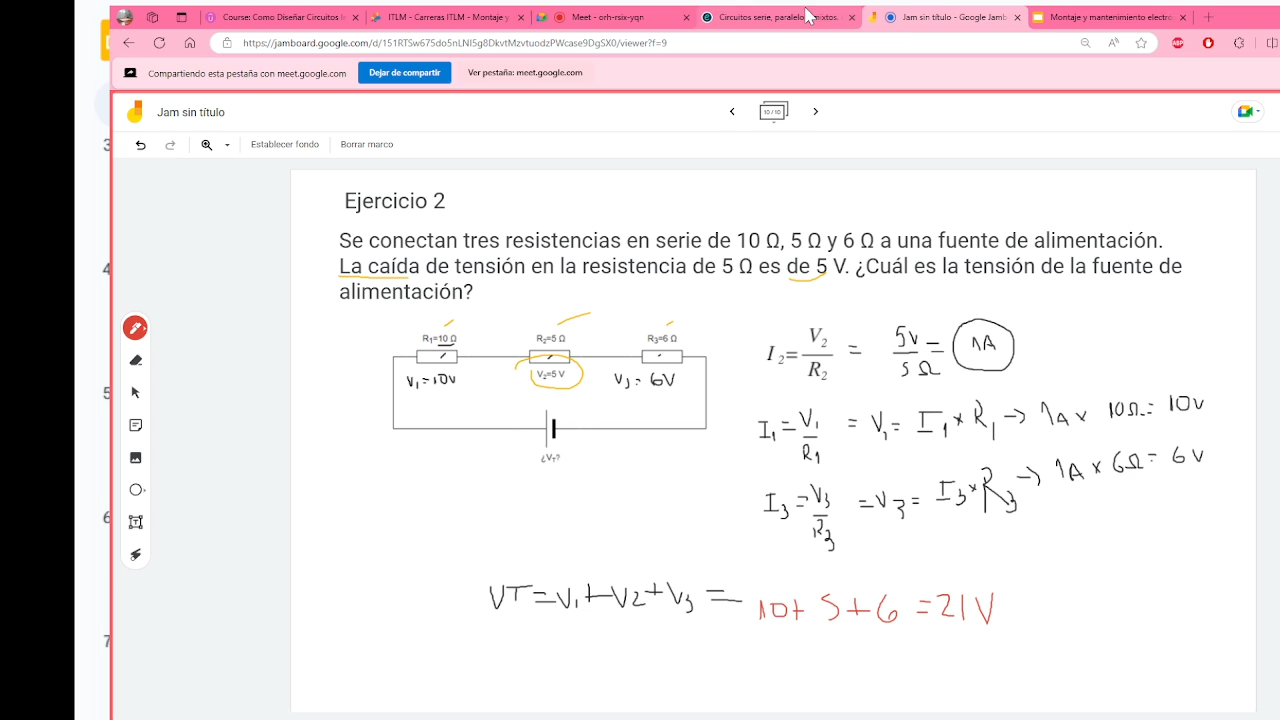 Course: Como Diseñar Circuitos l
ITLM - Carreras ITLM - Montaje y
Meet - orh-rsix-yqn
Circuitos serie, paralelo mixtos.
Jam sin título - Google Jamb
Montaje y mantenimiento electró
https://jamboard.google.com/d/151RTSw675do5nLNI5g8DkvtMzvtuodzPWcase9DgSX0/viewer?f=9
Compartiendo esta pestaña con meet.google.com
Dejar de compartir
Ver pestaña: meet.google.com
Jam sin título
10 / 10
Establecer fondo
Borrar marco
Ejercicio 2
Se conectan tres resistencias en serie de 10 Ω, 5 Ω y 6 Ω a una fuente de alimentación.
La caída de tensión en la resistencia de 5 Ω es de 5 V. ¿Cuál es la tensión de la fuente de
alimentación?
R1=10 Ω R2=5 Ω R3=6 Ω
V1=10V V2=5 V V3=6V
¿VT?
I2=V2/R2 = 5V/5Ω = 1A
I1=V1/R1 = V1= I1*R1 → 1A x 10Ω= 10V
I3=V3/R3 =V3= I3*R3 → 1A x 6Ω= 6V
VT=V1+V2+V3= 10+5+6=21V
3
4
5
6
7